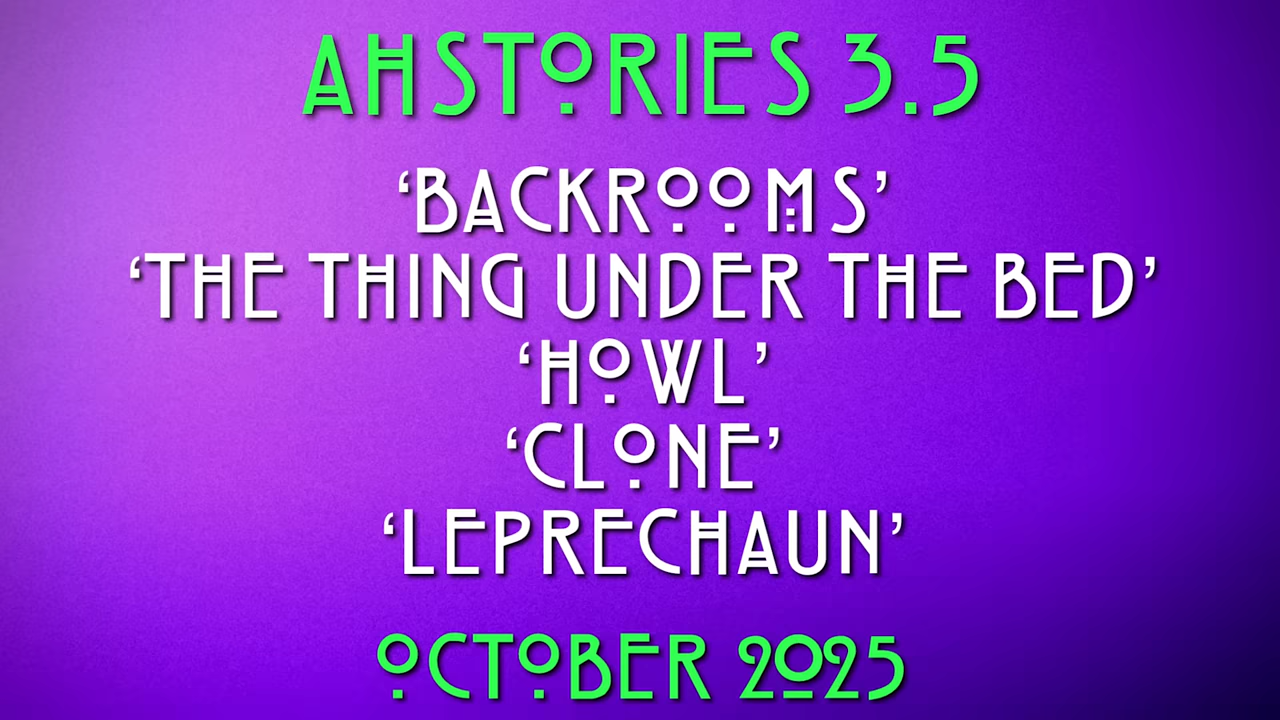 AHSTORIES 3.5
‘BACKROOMS’
‘THE THING UNDER THE BED’
‘HOWL’
‘CLONE’
‘LEPRECHAUN’
OCTOBER 2025